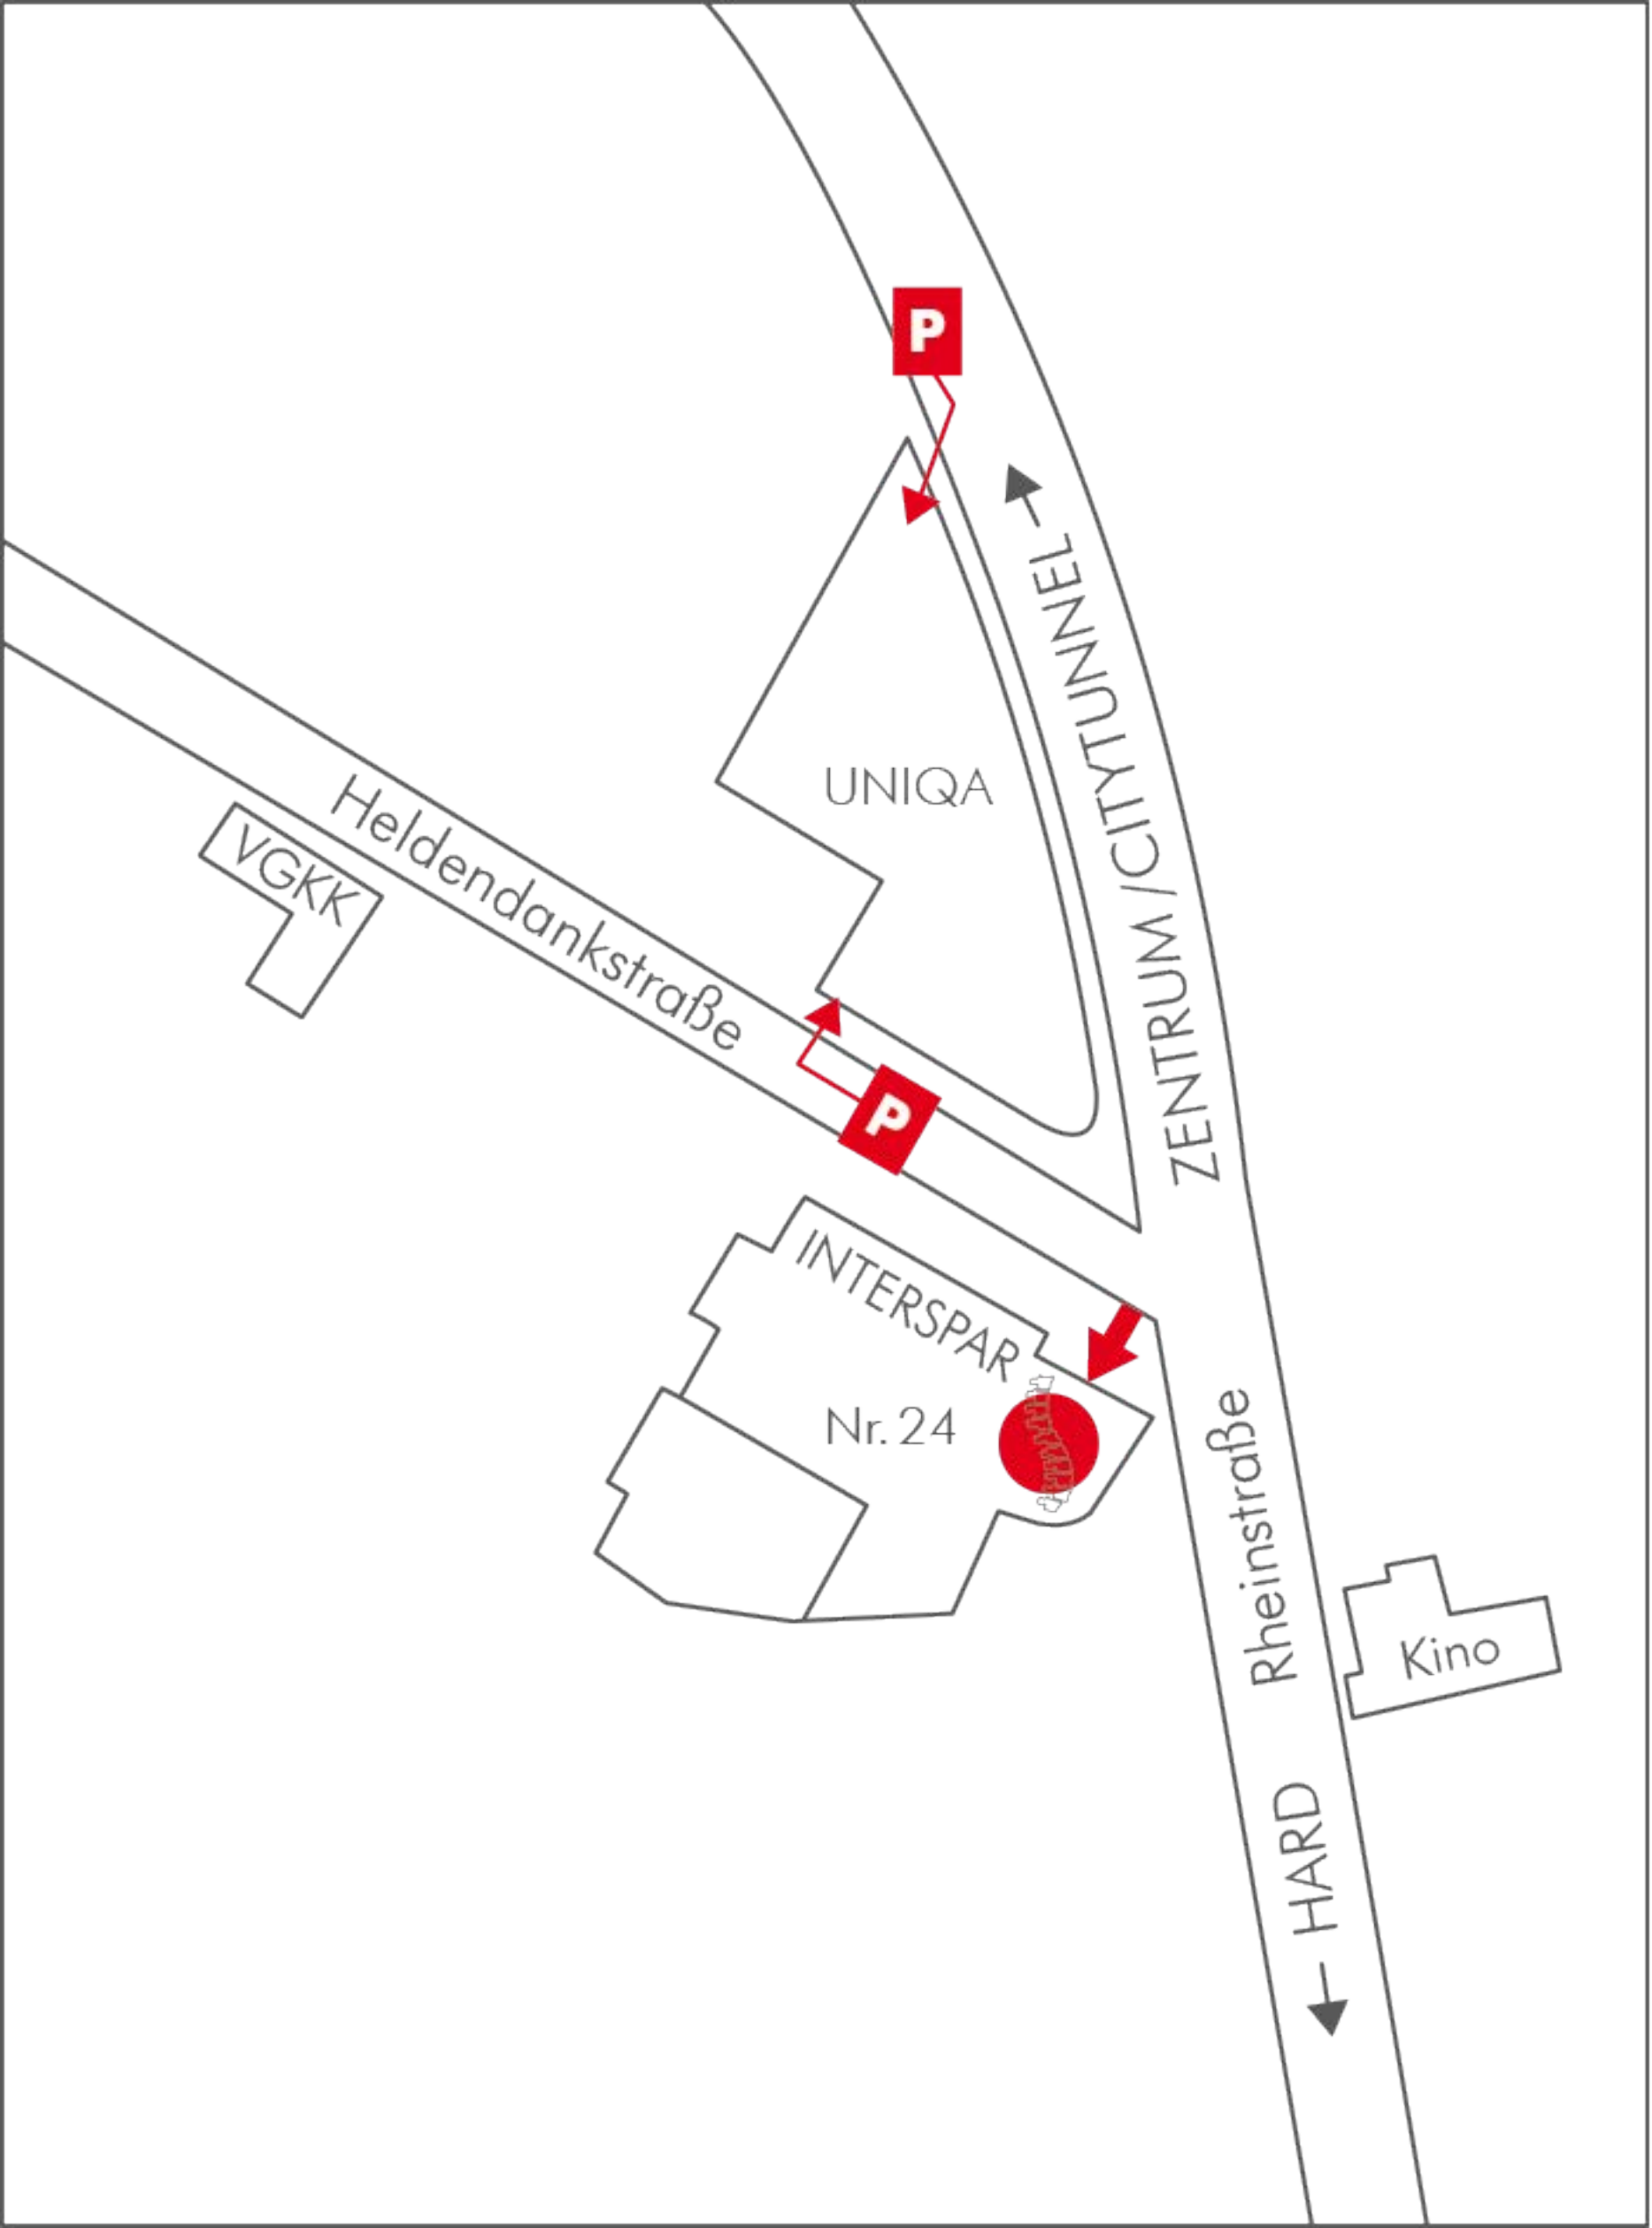 P
ZENTRUM/CITYTUNNEL
UNIQA
Heldendankstraße
VGKK
P
INTERSPAR
Nr. 24
Rheinstraße
Kino
HARD